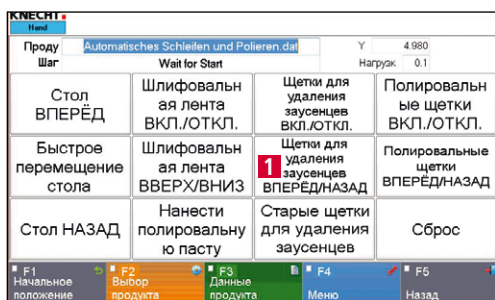 KNECHT
Hand
Проду Automatisches Schleifen und Polieren.dat Y 4.980
Шаг Wait for Start Нагрузк 0.1
Стол
ВПЕРЁД
Шлифовальн
ая лента
ВКЛ./ОТКЛ.
Щетки для
удаления
заусенцев
ВКЛ./ОТКЛ.
Полировальн
ые щетки
ВКЛ./ОТКЛ.
Быстрое
перемещение
стола
Шлифовальн
ая лента
ВВЕРХ/ВНИЗ
1
Щетки для
удаления
заусенцев
ВПЕРЁД/НАЗАД
Полировальные
щетки
ВПЕРЁД/НАЗАД
Стол НАЗАД
Нанести
полировальну
ю пасту
Старые щетки
для удаления
заусенцев
Сброс
F1
Начальное
положение
F2
Выбор
продукта
F3
Данные
продукта
F4
Меню
F5
Назад